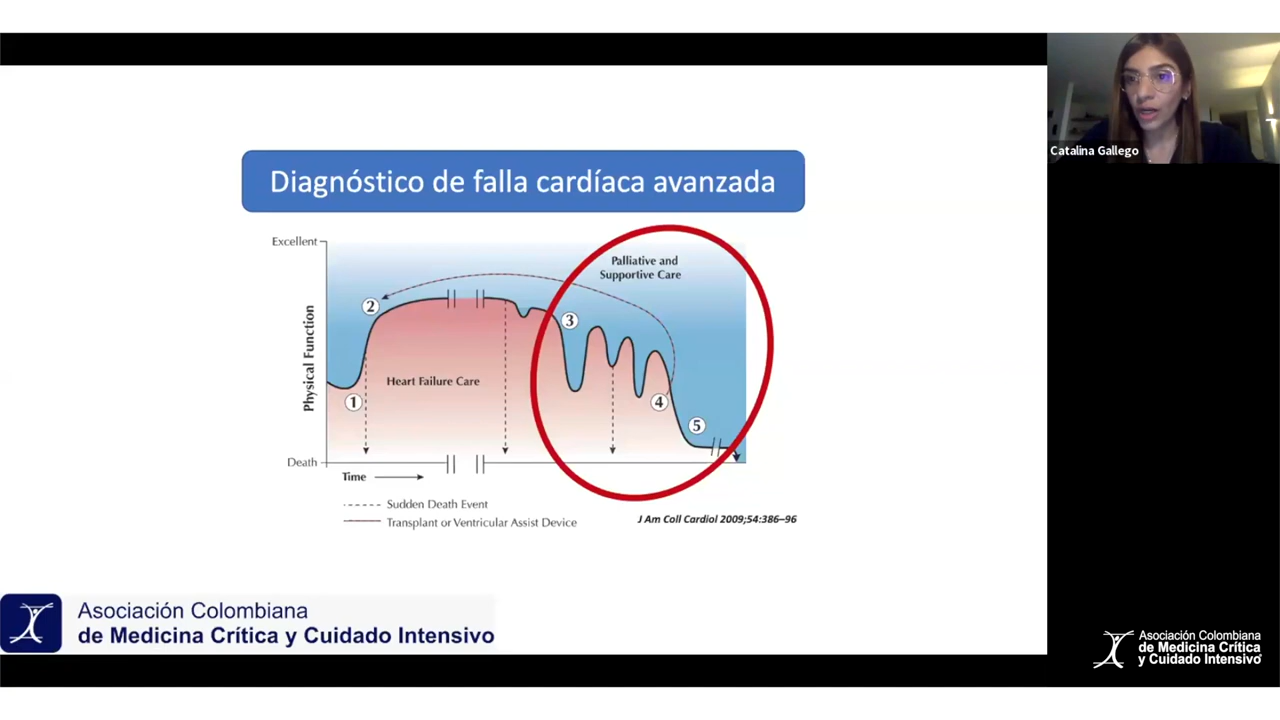 Catalina Gallego
Diagnóstico de falla cardíaca avanzada
Excellent
Palliative and
Supportive Care
2
3
Physical Function
Heart Failure Care
1
4
5
Death
Time
Sudden Death Event
Transplant or Ventricular Assist Device
J Am Coll Cardiol 2009;54:386–96
Asociación Colombiana
de Medicina Crítica y Cuidado Intensivo
Asociación Colombiana
de Medicina Crítica
y Cuidado Intensivo